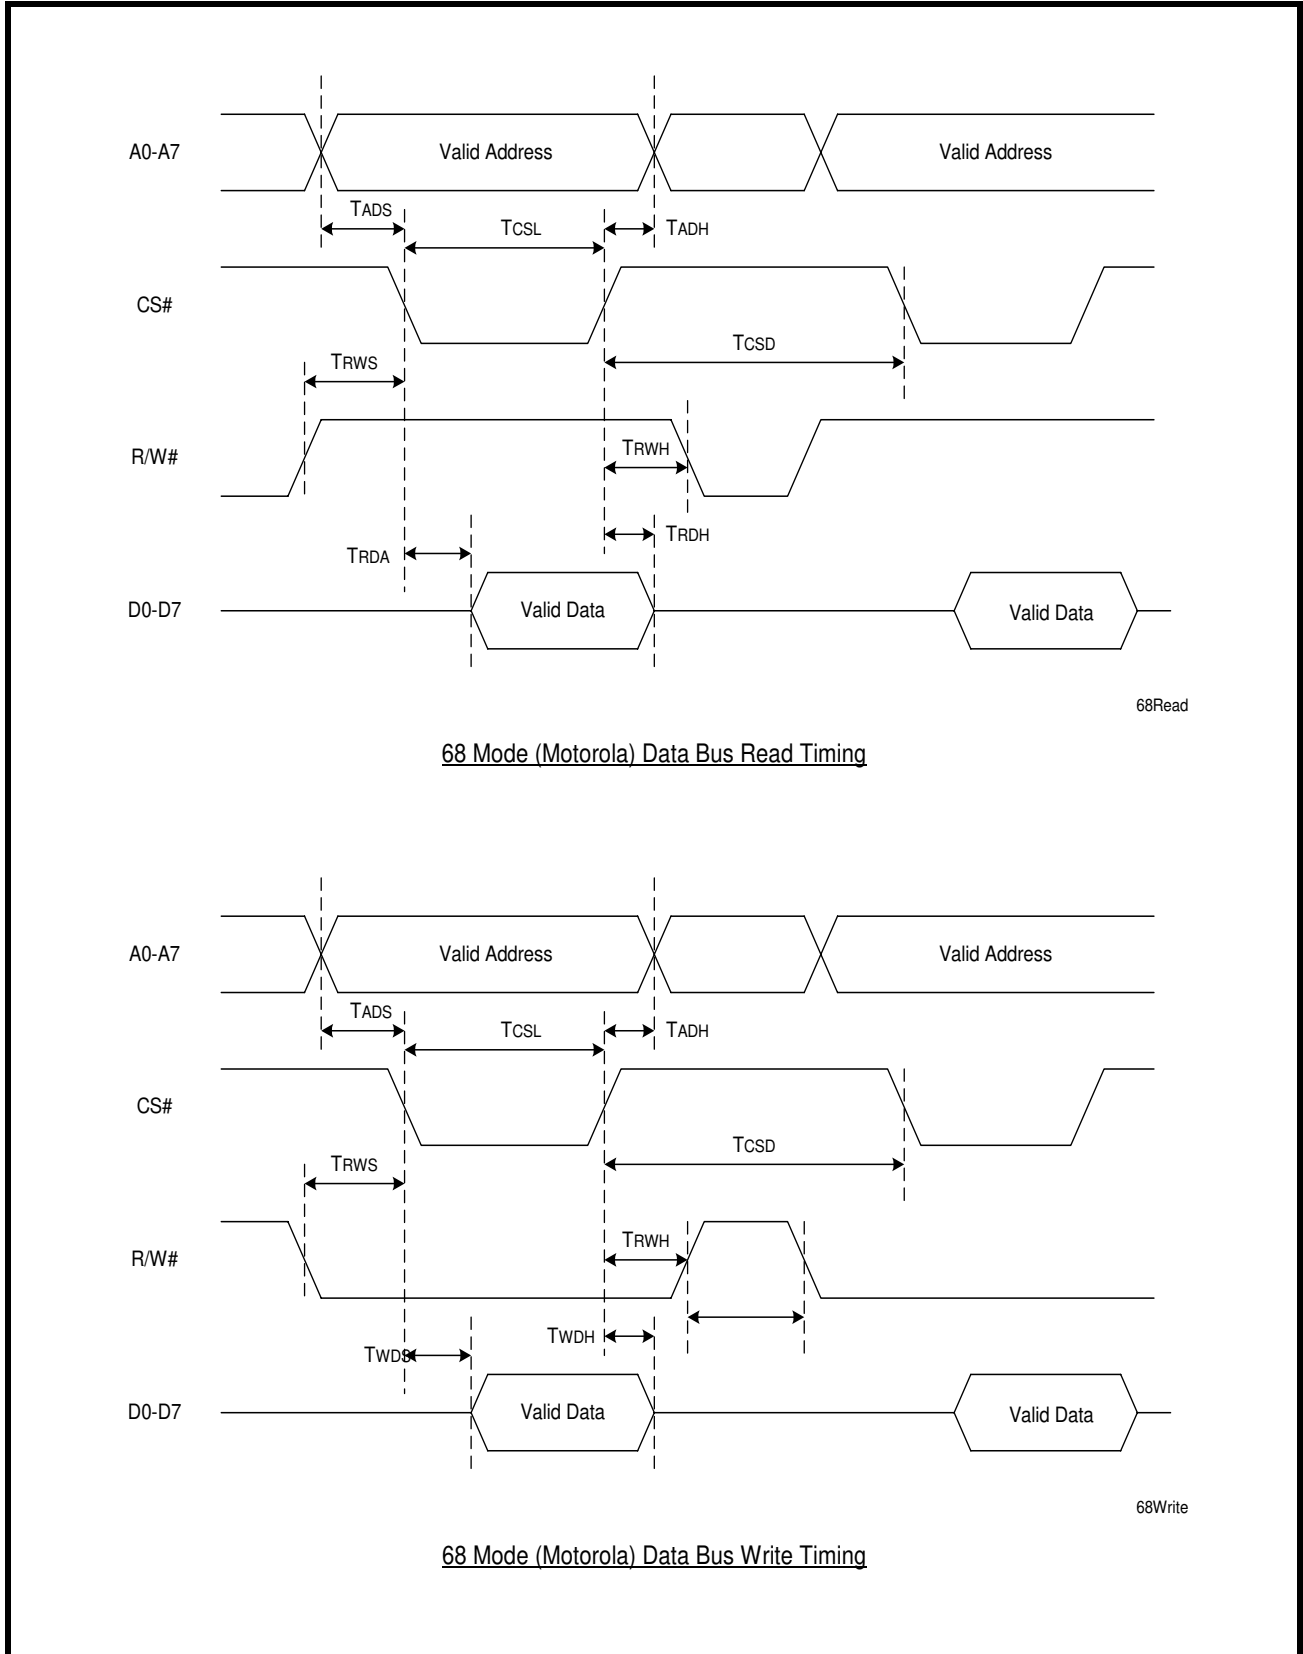 A0-A7
Valid Address
Valid Address
TADS
TCSL
TADH
CS#
TCSD
TRWS
R/W#
TRWH
TRDH
TRDA
D0-D7
Valid Data
Valid Data
68Read
68 Mode (Motorola) Data Bus Read Timing
A0-A7
Valid Address
Valid Address
TADS
TCSL
TADH
CS#
TCSD
TRWS
R/W#
TRWH
TWDH
TWDS
D0-D7
Valid Data
Valid Data
68Write
68 Mode (Motorola) Data Bus Write Timing